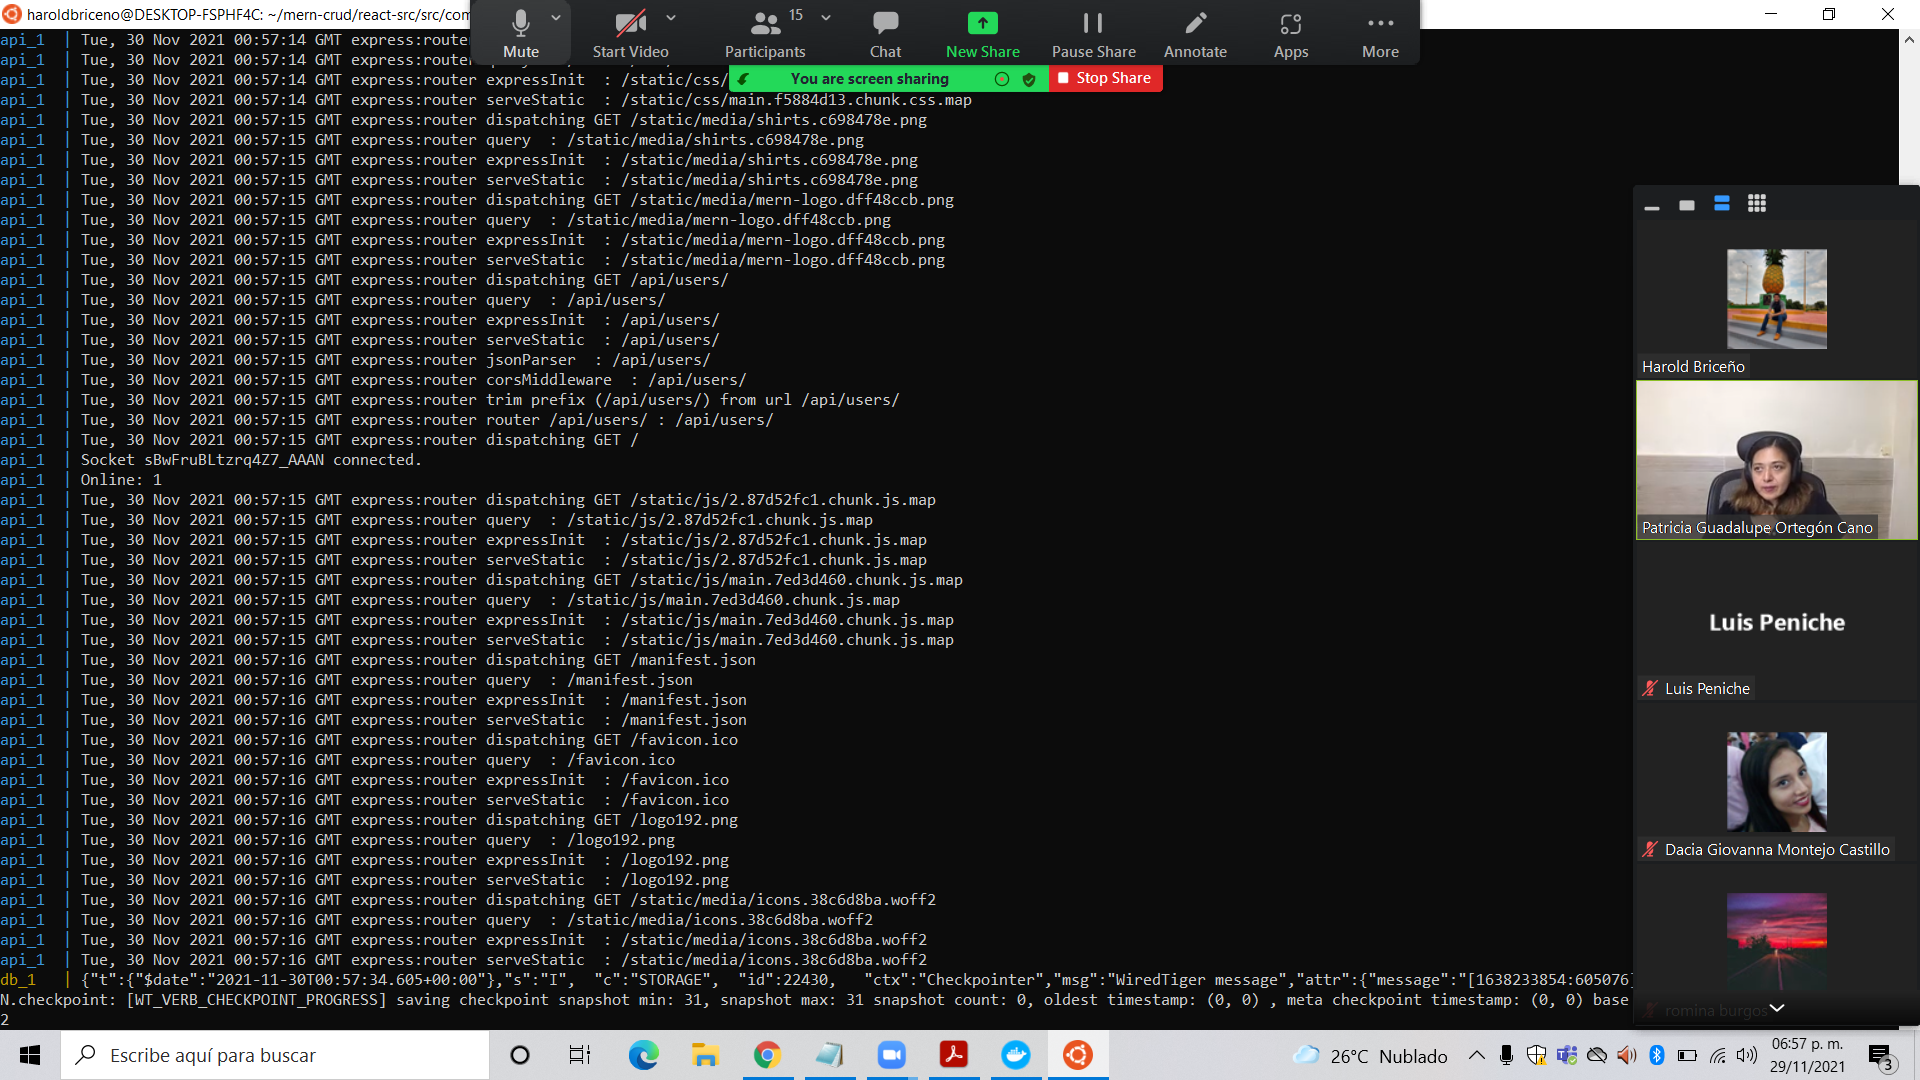 haroldbriceno@DESKTOP-FSPHF4C: ~/mern-crud/react-src/src/com
Mute
Start Video
15
Participants
Chat
New Share
Pause Share
Annotate
Apps
More
You are screen sharing
Stop Share
api_1 | Tue, 30 Nov 2021 00:57:14 GMT express:router
api_1 | Tue, 30 Nov 2021 00:57:14 GMT express:router
api_1 | Tue, 30 Nov 2021 00:57:14 GMT express:router expressInit : /static/css/
api_1 | Tue, 30 Nov 2021 00:57:14 GMT express:router serveStatic : /static/css/main.f5884d13.chunk.css.map
api_1 | Tue, 30 Nov 2021 00:57:15 GMT express:router dispatching GET /static/media/shirts.c698478e.png
api_1 | Tue, 30 Nov 2021 00:57:15 GMT express:router query : /static/media/shirts.c698478e.png
api_1 | Tue, 30 Nov 2021 00:57:15 GMT express:router expressInit : /static/media/shirts.c698478e.png
api_1 | Tue, 30 Nov 2021 00:57:15 GMT express:router serveStatic : /static/media/shirts.c698478e.png
api_1 | Tue, 30 Nov 2021 00:57:15 GMT express:router dispatching GET /static/media/mern-logo.dff48ccb.png
api_1 | Tue, 30 Nov 2021 00:57:15 GMT express:router query : /static/media/mern-logo.dff48ccb.png
api_1 | Tue, 30 Nov 2021 00:57:15 GMT express:router expressInit : /static/media/mern-logo.dff48ccb.png
api_1 | Tue, 30 Nov 2021 00:57:15 GMT express:router serveStatic : /static/media/mern-logo.dff48ccb.png
api_1 | Tue, 30 Nov 2021 00:57:15 GMT express:router dispatching GET /api/users/
api_1 | Tue, 30 Nov 2021 00:57:15 GMT express:router query : /api/users/
api_1 | Tue, 30 Nov 2021 00:57:15 GMT express:router expressInit : /api/users/
api_1 | Tue, 30 Nov 2021 00:57:15 GMT express:router serveStatic : /api/users/
api_1 | Tue, 30 Nov 2021 00:57:15 GMT express:router jsonParser : /api/users/
api_1 | Tue, 30 Nov 2021 00:57:15 GMT express:router corsMiddleware : /api/users/
api_1 | Tue, 30 Nov 2021 00:57:15 GMT express:router trim prefix (/api/users/) from url /api/users/
api_1 | Tue, 30 Nov 2021 00:57:15 GMT express:router router /api/users/ : /api/users/
api_1 | Tue, 30 Nov 2021 00:57:15 GMT express:router dispatching GET /
api_1 | Socket sBwFruBLtzrq4Z7_AAAN connected.
api_1 | Online: 1
api_1 | Tue, 30 Nov 2021 00:57:15 GMT express:router dispatching GET /static/js/2.87d52fc1.chunk.js.map
api_1 | Tue, 30 Nov 2021 00:57:15 GMT express:router query : /static/js/2.87d52fc1.chunk.js.map
api_1 | Tue, 30 Nov 2021 00:57:15 GMT express:router expressInit : /static/js/2.87d52fc1.chunk.js.map
api_1 | Tue, 30 Nov 2021 00:57:15 GMT express:router serveStatic : /static/js/2.87d52fc1.chunk.js.map
api_1 | Tue, 30 Nov 2021 00:57:15 GMT express:router dispatching GET /static/js/main.7ed3d460.chunk.js.map
api_1 | Tue, 30 Nov 2021 00:57:15 GMT express:router query : /static/js/main.7ed3d460.chunk.js.map
api_1 | Tue, 30 Nov 2021 00:57:15 GMT express:router expressInit : /static/js/main.7ed3d460.chunk.js.map
api_1 | Tue, 30 Nov 2021 00:57:15 GMT express:router serveStatic : /static/js/main.7ed3d460.chunk.js.map
api_1 | Tue, 30 Nov 2021 00:57:16 GMT express:router dispatching GET /manifest.json
api_1 | Tue, 30 Nov 2021 00:57:16 GMT express:router query : /manifest.json
api_1 | Tue, 30 Nov 2021 00:57:16 GMT express:router expressInit : /manifest.json
api_1 | Tue, 30 Nov 2021 00:57:16 GMT express:router serveStatic : /manifest.json
api_1 | Tue, 30 Nov 2021 00:57:16 GMT express:router dispatching GET /favicon.ico
api_1 | Tue, 30 Nov 2021 00:57:16 GMT express:router query : /favicon.ico
api_1 | Tue, 30 Nov 2021 00:57:16 GMT express:router expressInit : /favicon.ico
api_1 | Tue, 30 Nov 2021 00:57:16 GMT express:router serveStatic : /favicon.ico
api_1 | Tue, 30 Nov 2021 00:57:16 GMT express:router dispatching GET /logo192.png
api_1 | Tue, 30 Nov 2021 00:57:16 GMT express:router query : /logo192.png
api_1 | Tue, 30 Nov 2021 00:57:16 GMT express:router expressInit : /logo192.png
api_1 | Tue, 30 Nov 2021 00:57:16 GMT express:router serveStatic : /logo192.png
api_1 | Tue, 30 Nov 2021 00:57:16 GMT express:router dispatching GET /static/media/icons.38c6d8ba.woff2
api_1 | Tue, 30 Nov 2021 00:57:16 GMT express:router query : /static/media/icons.38c6d8ba.woff2
api_1 | Tue, 30 Nov 2021 00:57:16 GMT express:router expressInit : /static/media/icons.38c6d8ba.woff2
api_1 | Tue, 30 Nov 2021 00:57:16 GMT express:router serveStatic : /static/media/icons.38c6d8ba.woff2
db_1 | {"t":{"$date":"2021-11-30T00:57:34.605+00:00"},"s":"I", "c":"STORAGE", "id":22430, "ctx":"Checkpointer","msg":"WiredTiger message","attr":{"message":"[1638233854:605076]
N.checkpoint: [WT_VERB_CHECKPOINT_PROGRESS] saving checkpoint snapshot min: 31, snapshot max: 31 snapshot count: 0, oldest timestamp: (0, 0) , meta checkpoint timestamp: (0, 0) base
2
Harold Briceño
Patricia Guadalupe Ortegón Cano
Luis Peniche
Luis Peniche
Dacia Giovanna Montejo Castillo
romina burgos
Escribe aquí para buscar
26°C Nublado
06:57 p. m.
29/11/2021
3